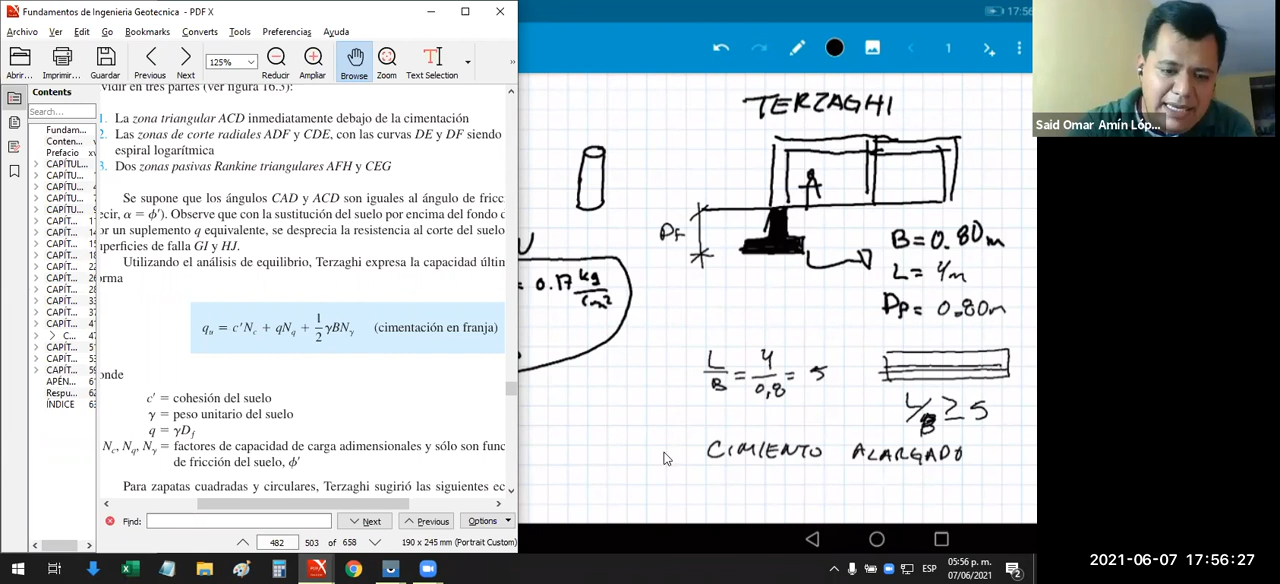 Fundamentos de Ingenieria Geotecnica - PDF X
Archivo Ver Edit Go Bookmarks Converts Tools Preferencias Ayuda
Abrir... Imprimir... Guardar Previous Next 125% Reducir Ampliar Browse Zoom Text Selection
Contents
Search...
Fundam...
Conten...
Prefacio xv
CAPÍTUL
CAPÍTU...
CAPÍTU...
> C...
CAPÍT...
CAPÍT...
CAPÍT...
APÉN...
Respu...
ÍNDICE
vidir en tres partes (ver figura 16.3):
1. La zona triangular ACD inmediatamente debajo de la cimentación
2. Las zonas de corte radiales ADF y CDE, con las curvas DE y DF siendo
espiral logarítmica
3. Dos zonas pasivas Rankine triangulares AFH y CEG
Se supone que los ángulos CAD y ACD son iguales al ángulo de fricc
ecir, α = ϕ′). Observe que con la sustitución del suelo por encima del fondo d
or un suplemento q equivalente, se desprecia la resistencia al corte del suelo
uperficies de falla GI y HJ.
Utilizando el análisis de equilibrio, Terzaghi expresa la capacidad últim
orma
qu = c′Nc + qNq + 1/2 γBNγ (cimentación en franja)
onde
c′ = cohesión del suelo
γ = peso unitario del suelo
q = γDf
Nc, Nq, Nγ = factores de capacidad de carga adimensionales y sólo son func
de fricción del suelo, ϕ′
Para zapatas cuadradas y circulares, Terzaghi sugirió las siguientes ec
Find: Next Previous Options
482 503 of 658 190 x 245 mm (Portrait Custom)
17:56
1
TERZAGHI
A
Df
B = 0.80m
L = 4m
DF = 0.80m
= 0.17 kg/cm²
L/B = 4/0,8 = 5
L/B ≥ 5
CIMIENTO ALARGADO
Said Omar Amín Lóp...
ESP
05:56 p. m.
07/06/2021
2
2021-06-07 17:56:27